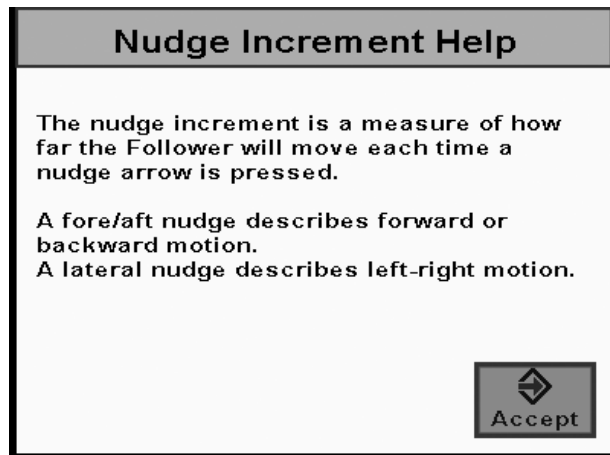 Nudge Increment Help
The nudge increment is a measure of how
far the Follower will move each time a
nudge arrow is pressed.
A fore/aft nudge describes forward or
backward motion.
A lateral nudge describes left-right motion.
Accept